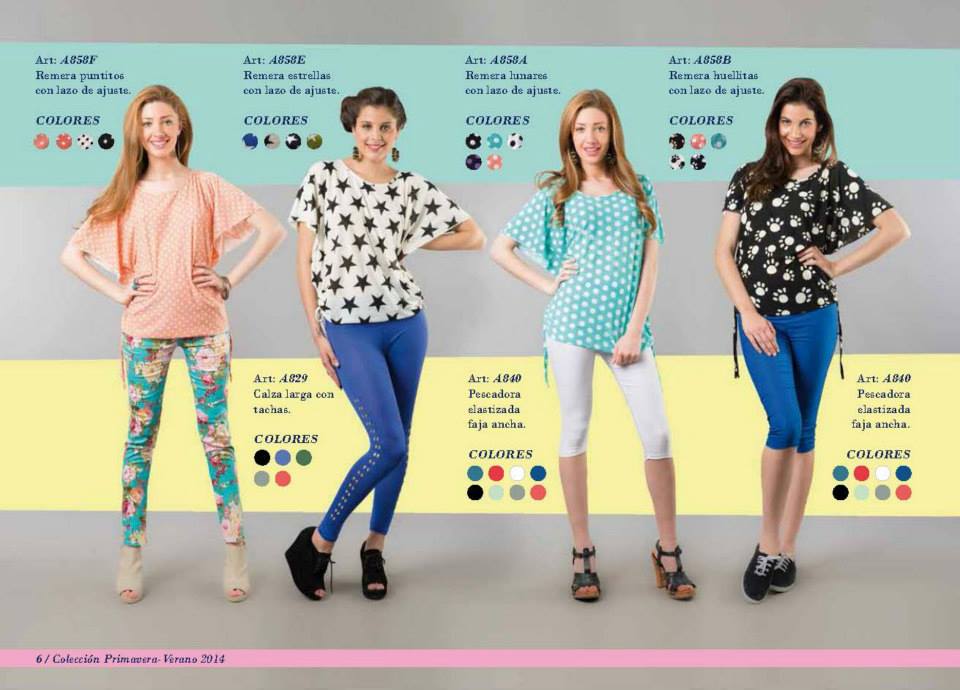 Art: A858F
Remera puntitos
con lazo de ajuste.
COLORES
Art: A858E
Remera estrellas
con lazo de ajuste.
COLORES
Art: A858A
Remera lunares
con lazo de ajuste.
COLORES
Art: A858B
Remera huellitas
con lazo de ajuste.
COLORES
Art: A829
Calza larga con
tachas.
COLORES
Art: A840
Pescadora
elastizada
faja ancha.
COLORES
Art: A840
Pescadora
elastizada
faja ancha.
COLORES
6 / Colección Primavera-Verano 2014